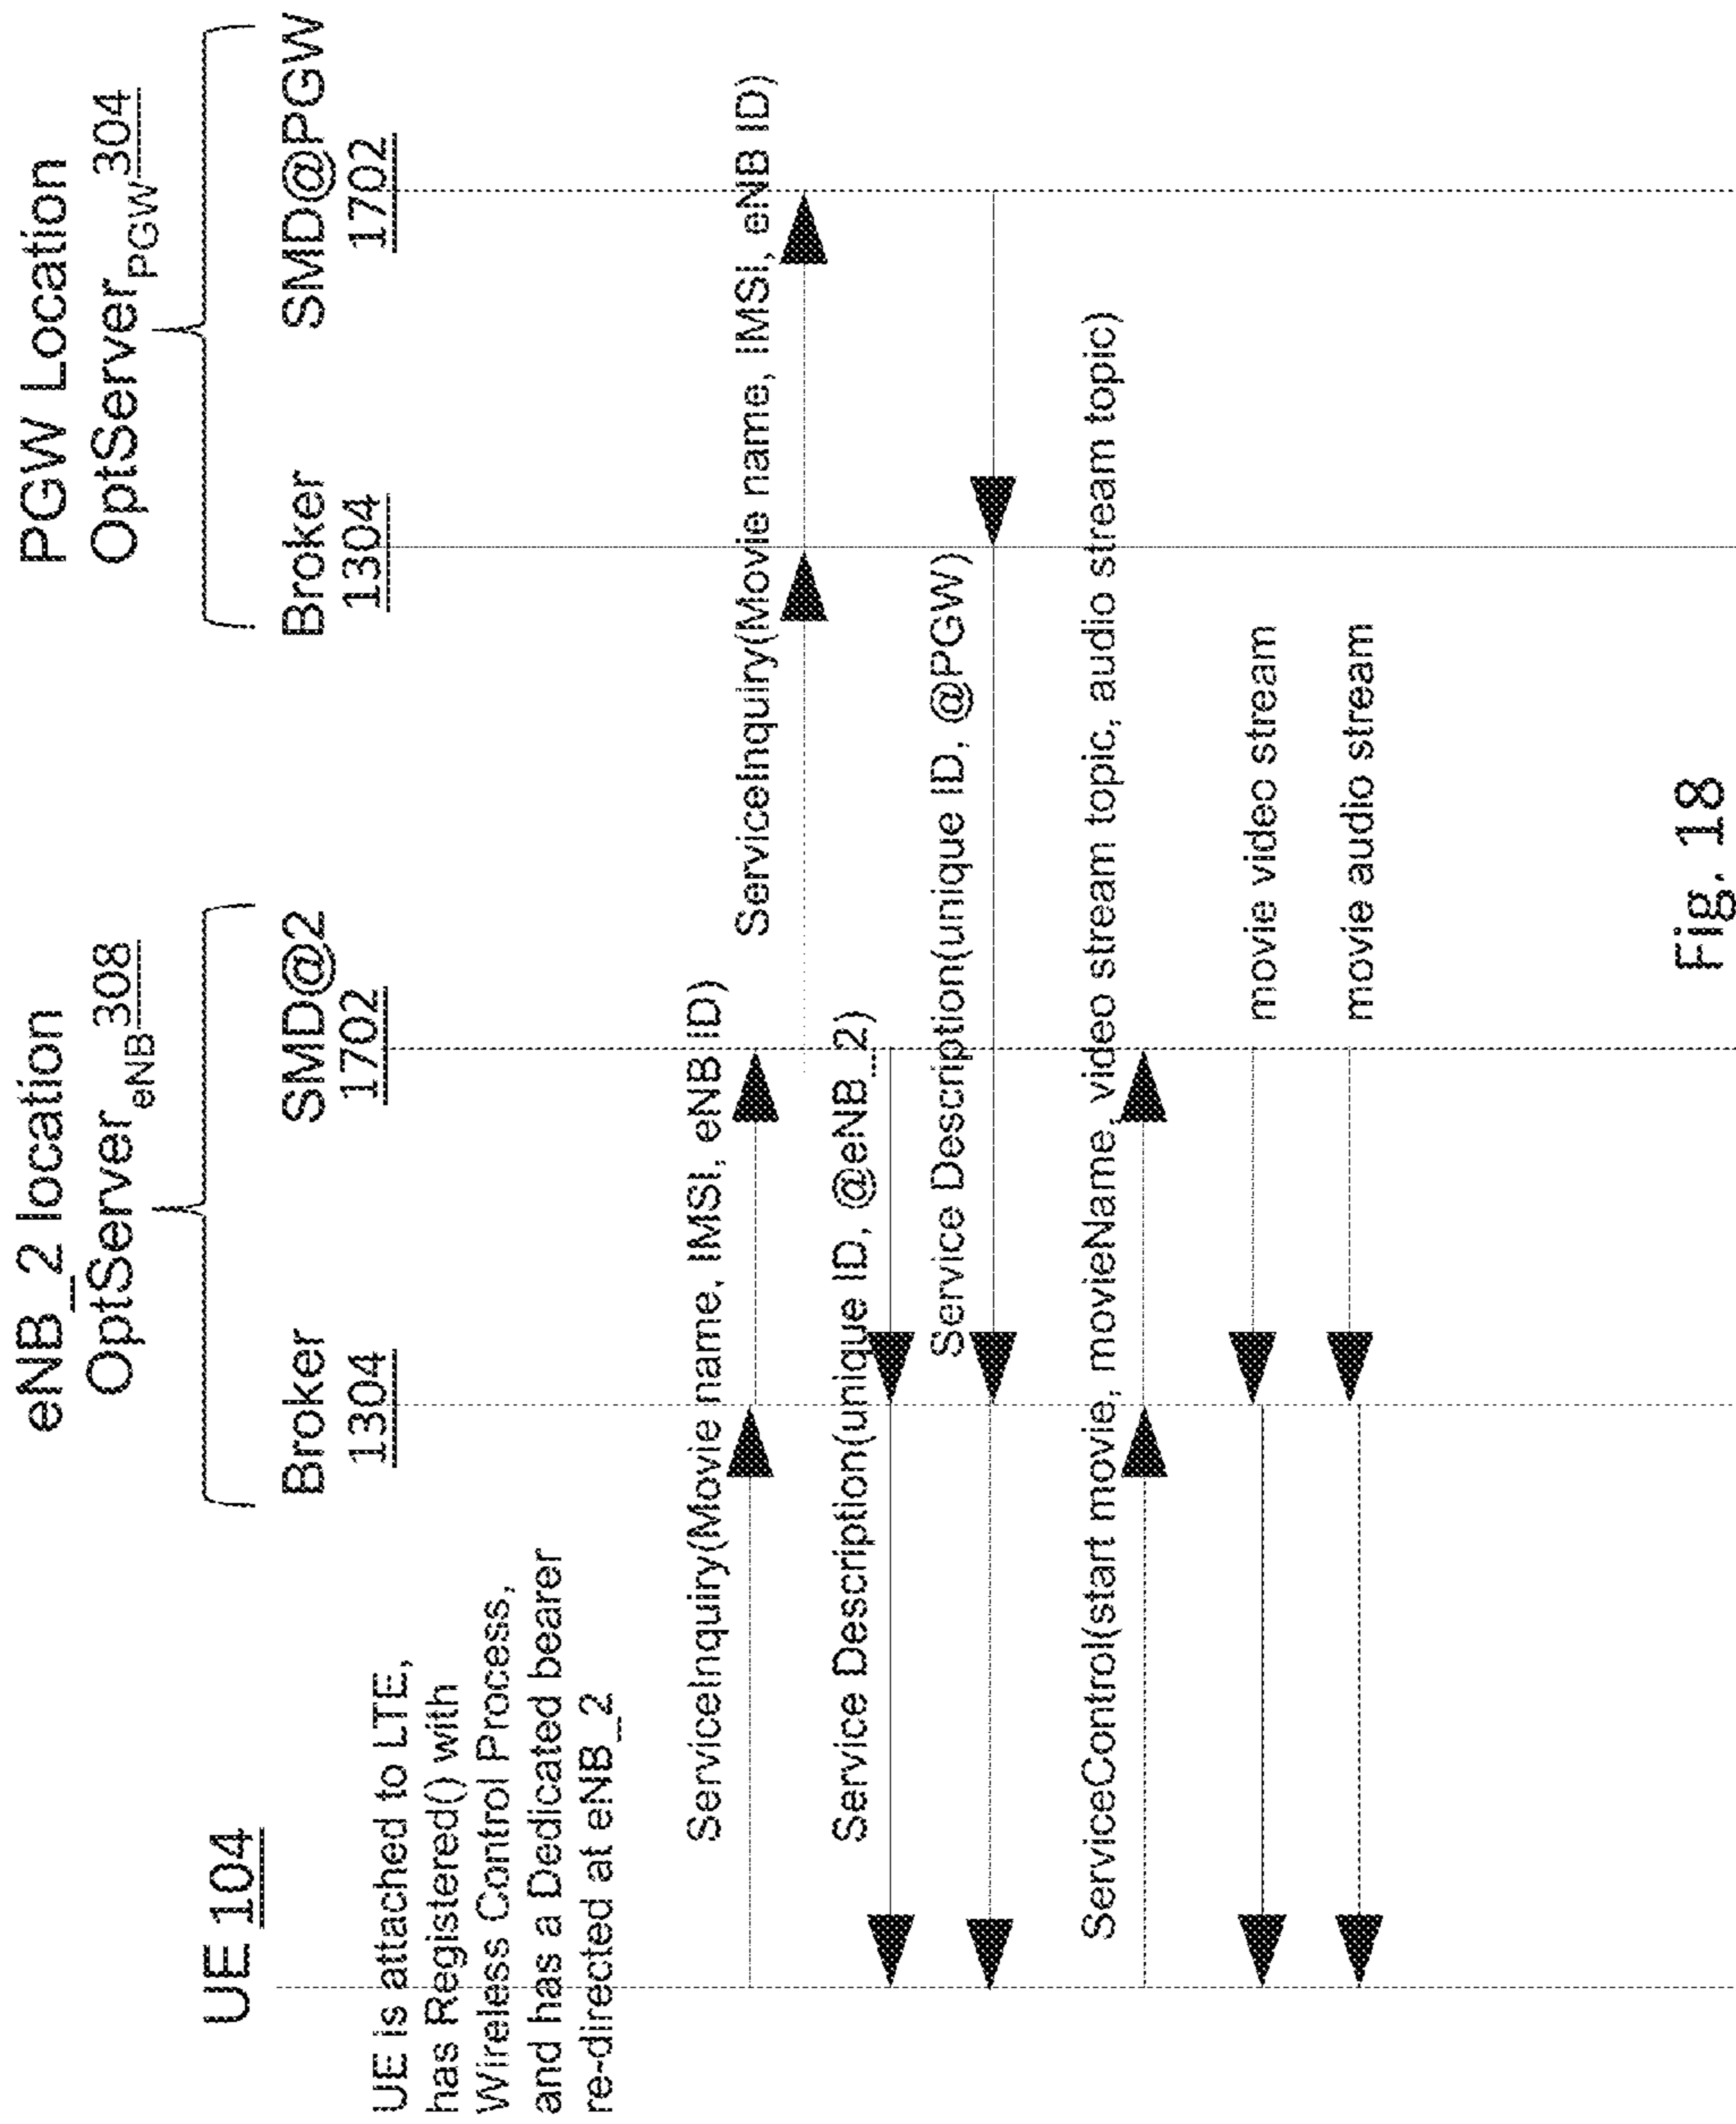 eNB_2 location
OptServer_eNB 308
PGW Location
OptServer_PGW 304
UE 104
Broker
1304
SMD@2
1702
Broker
1304
SMD@PGW
1702
UE is attached to LTE,
has Registered() with
Wireless Control Process,
and has a Dedicated bearer
re-directed at eNB_2
ServiceInquiry(Movie name, IMSI, eNB ID)
ServiceInquiry(Movie name, IMSI, eNB ID)
Service Description(unique ID, @eNB_2)
Service Description(unique ID, @PGW)
ServiceControl(start movie, movieName, video stream topic, audio stream topic)
movie video stream
movie audio stream
Fig. 18